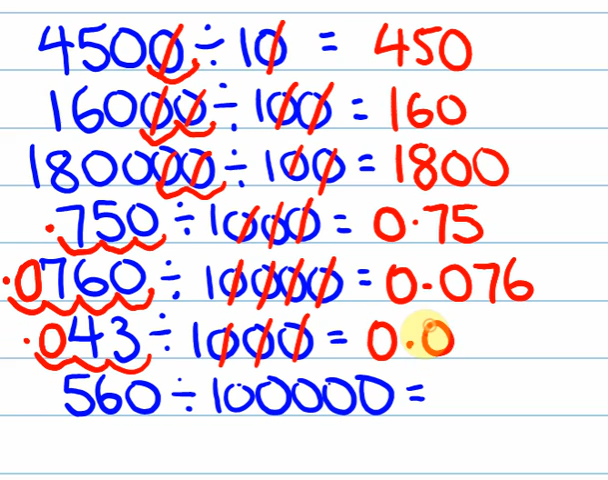 4500 ÷ 10 = 450
16000 ÷ 100 = 160
180000 ÷ 100 = 1800
.750 ÷ 1000 = 0.75
.0760 ÷ 10000 = 0.076
.043 ÷ 1000 = 0.0
560 ÷ 100000 =